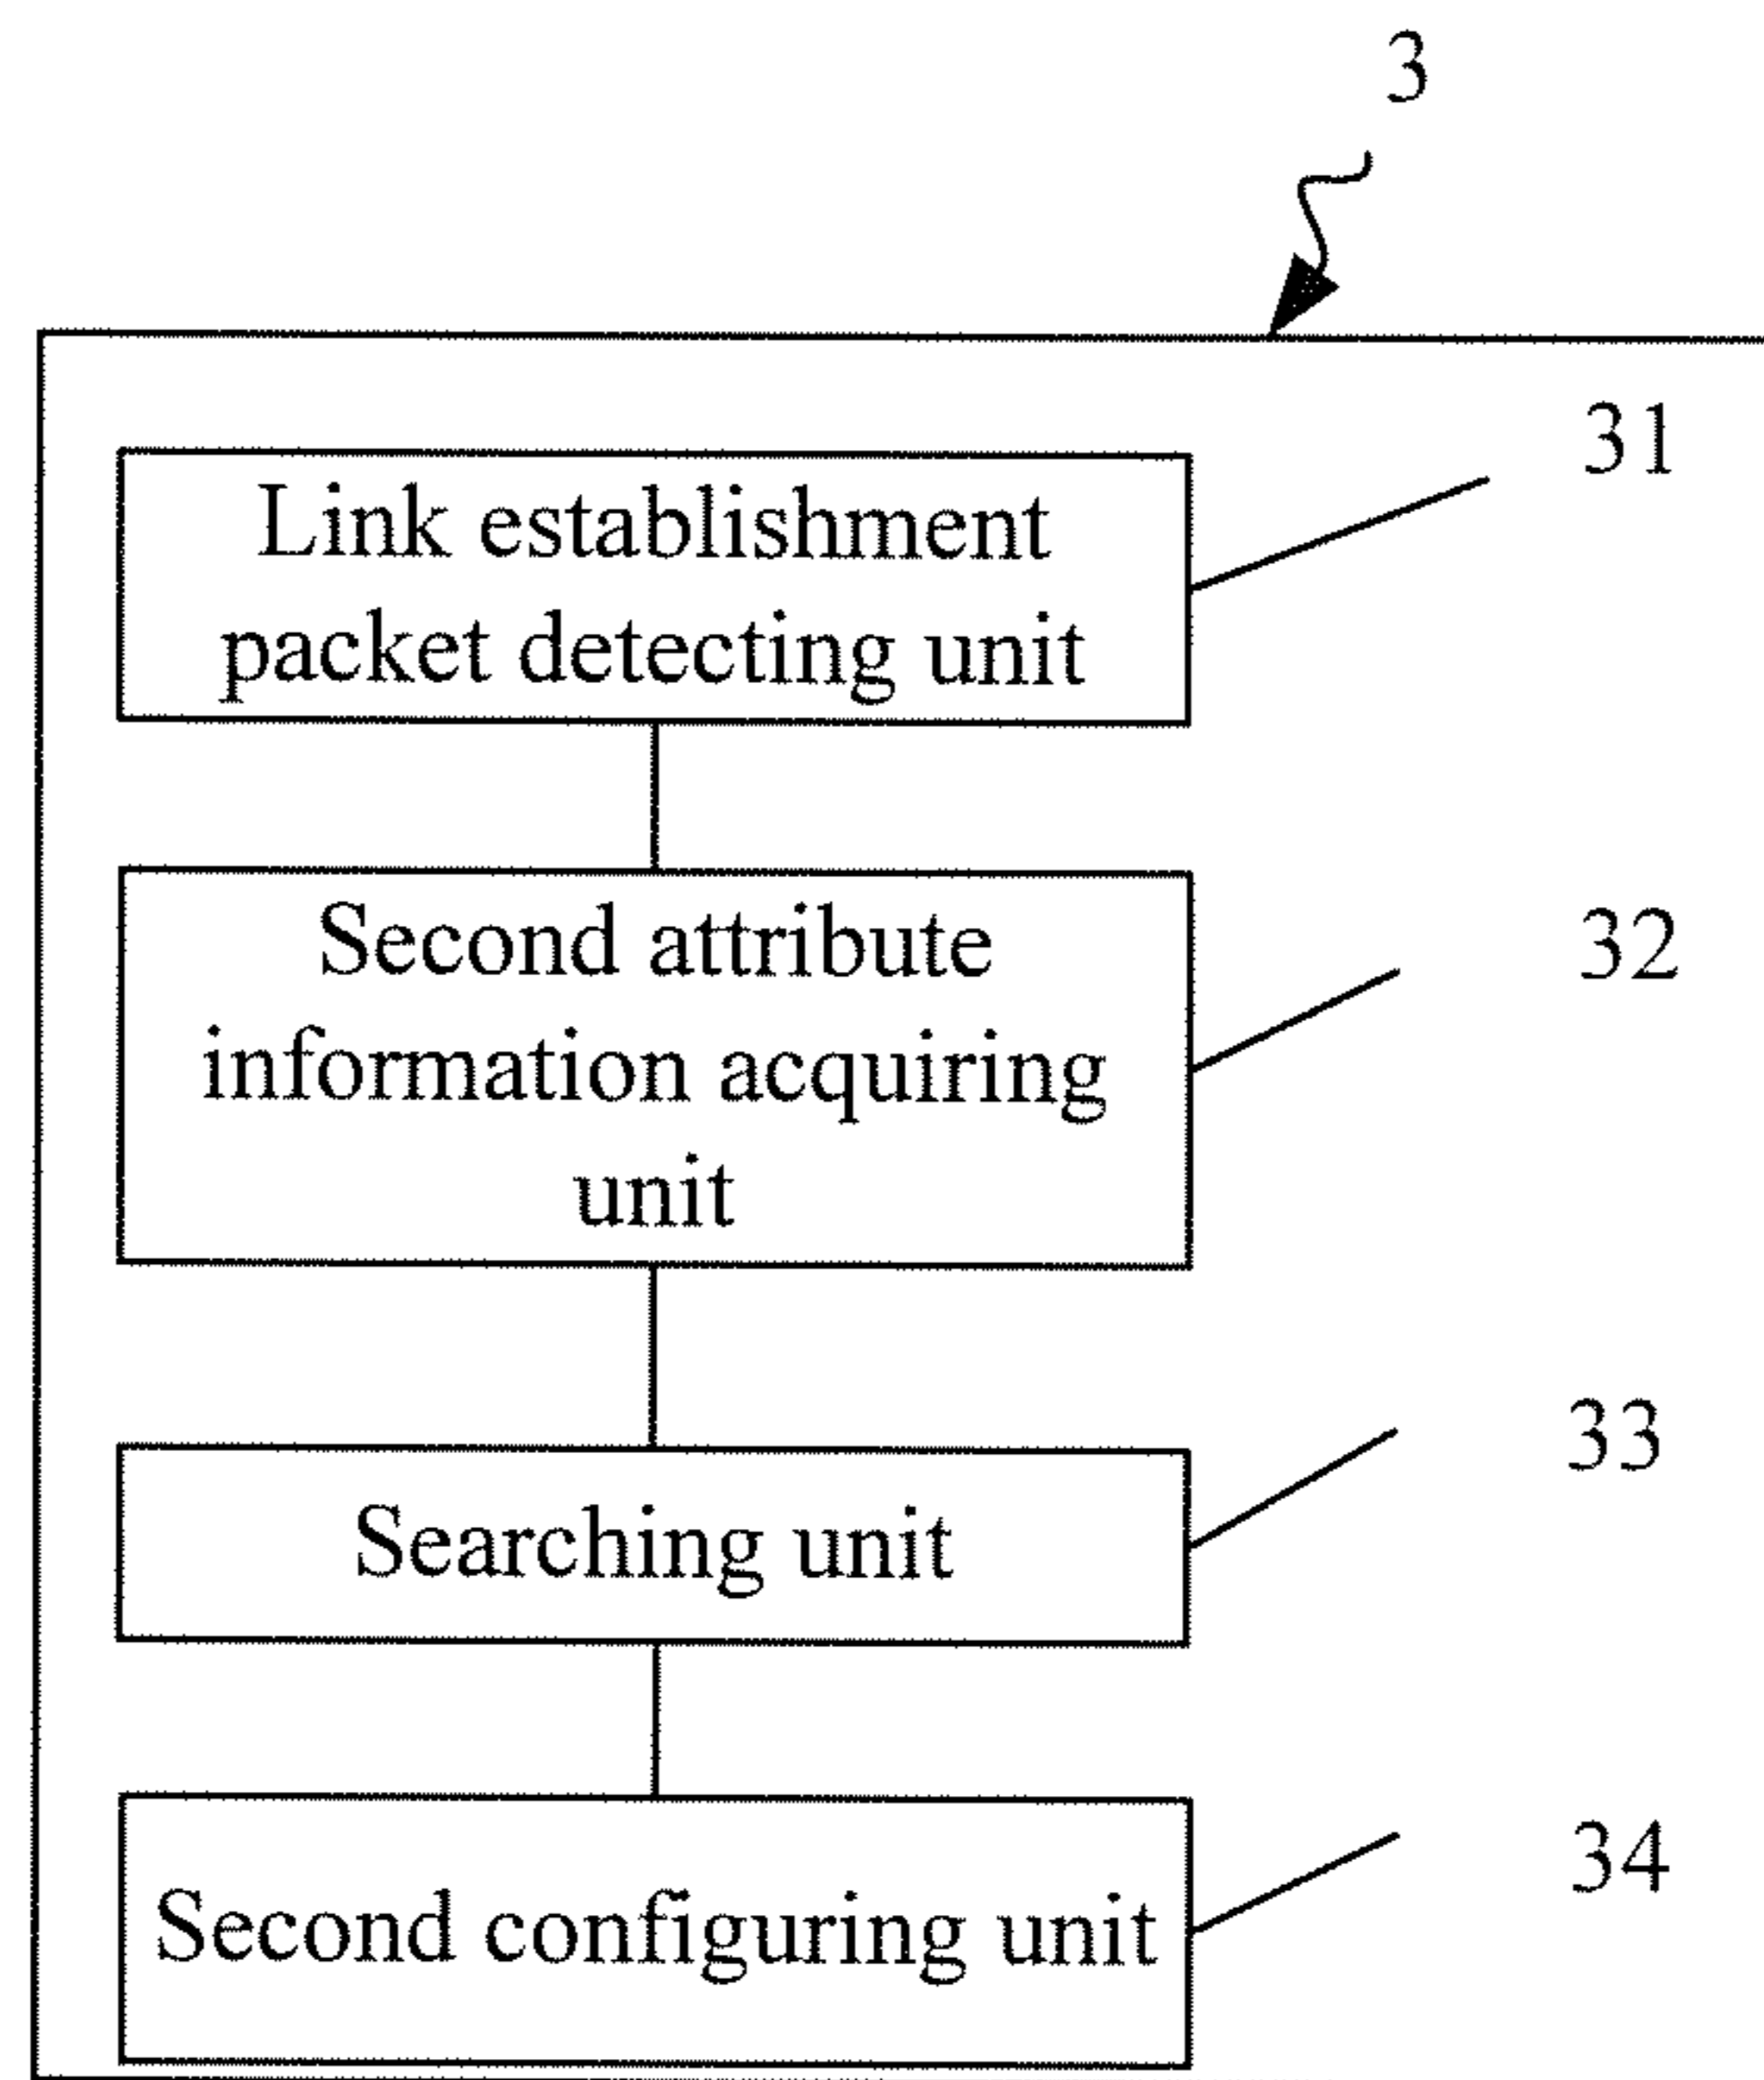 3
31
Link establishment
packet detecting unit
32
Second attribute
information acquiring
unit
33
Searching unit
34
Second configuring unit